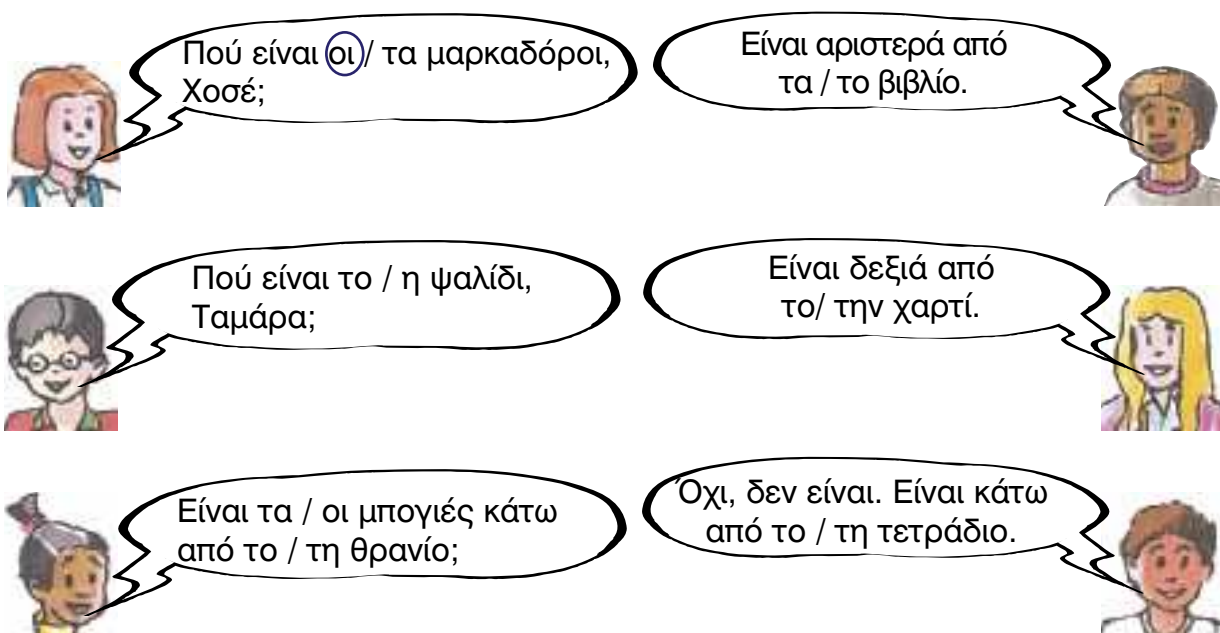 Πού είναι οι / τα μαρκαδόροι,
Χοσέ;
Είναι αριστερά από
τα / το βιβλίο.
Πού είναι το / η ψαλίδι,
Ταμάρα;
Είναι δεξιά από
το/ την χαρτί.
Είναι τα / οι μπογιές κάτω
από το / τη θρανίο;
Όχι, δεν είναι. Είναι κάτω
από το / τη τετράδιο.